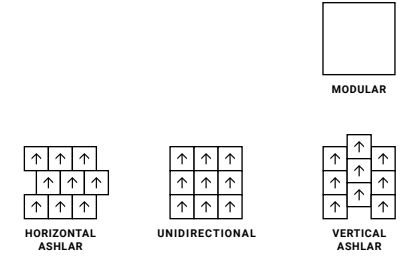 MODULAR
HORIZONTAL
ASHLAR
UNIDIRECTIONAL
VERTICAL
ASHLAR